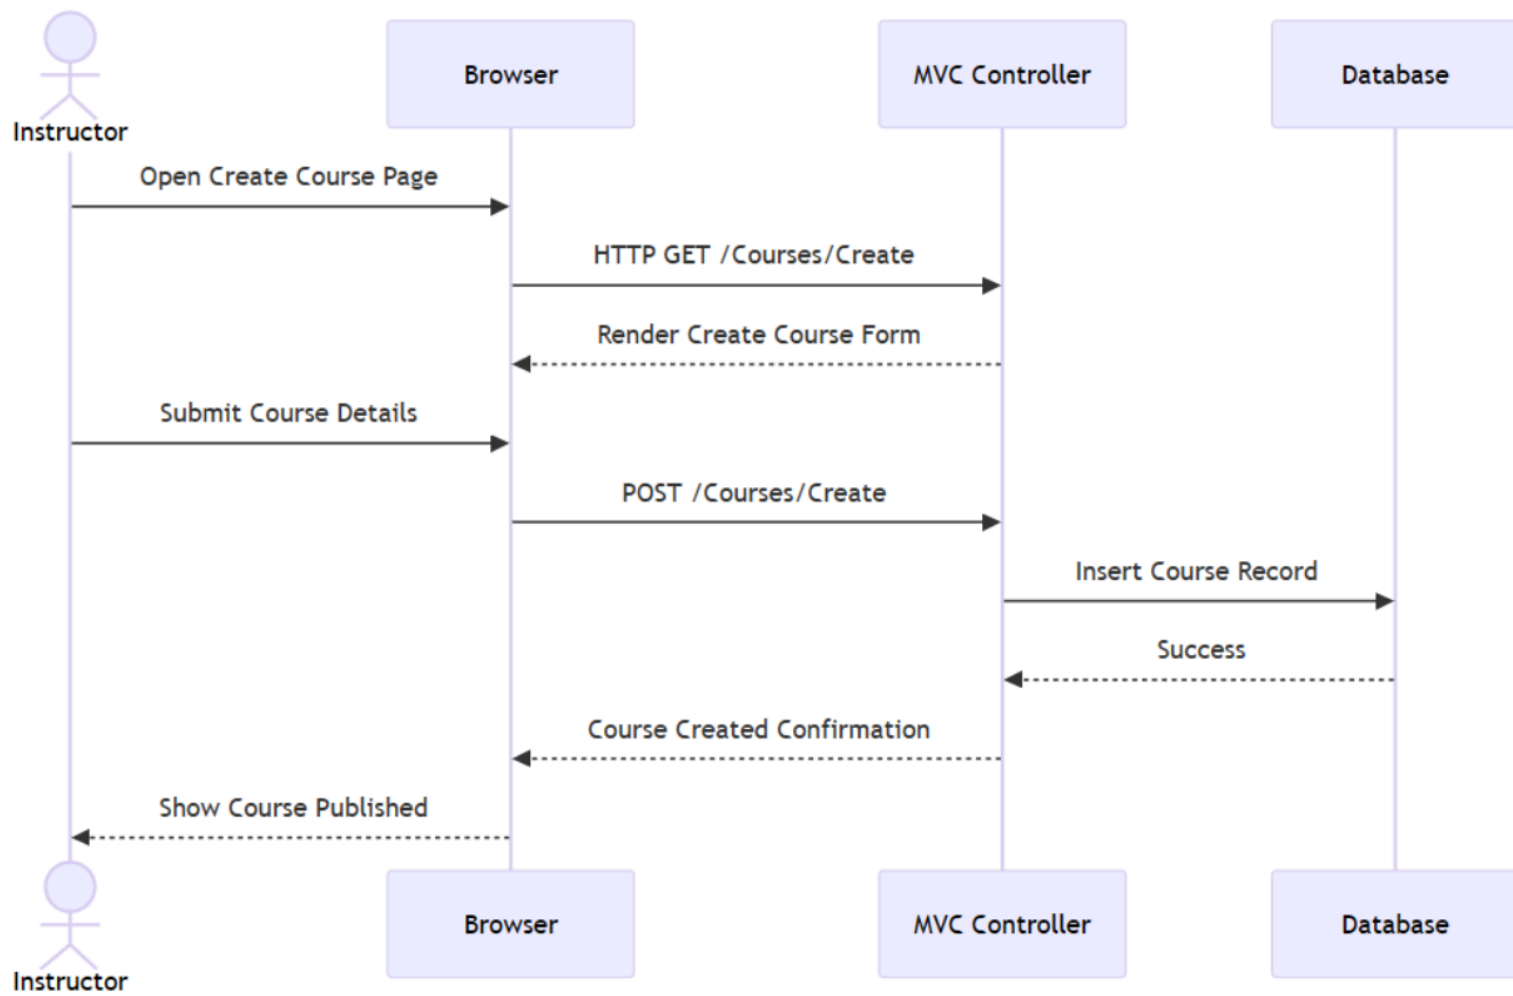 Browser
MVC Controller
Database
Instructor
Open Create Course Page
HTTP GET /Courses/Create
Render Create Course Form
Submit Course Details
POST /Courses/Create
Insert Course Record
Success
Course Created Confirmation
Show Course Published
Browser
MVC Controller
Database
Instructor